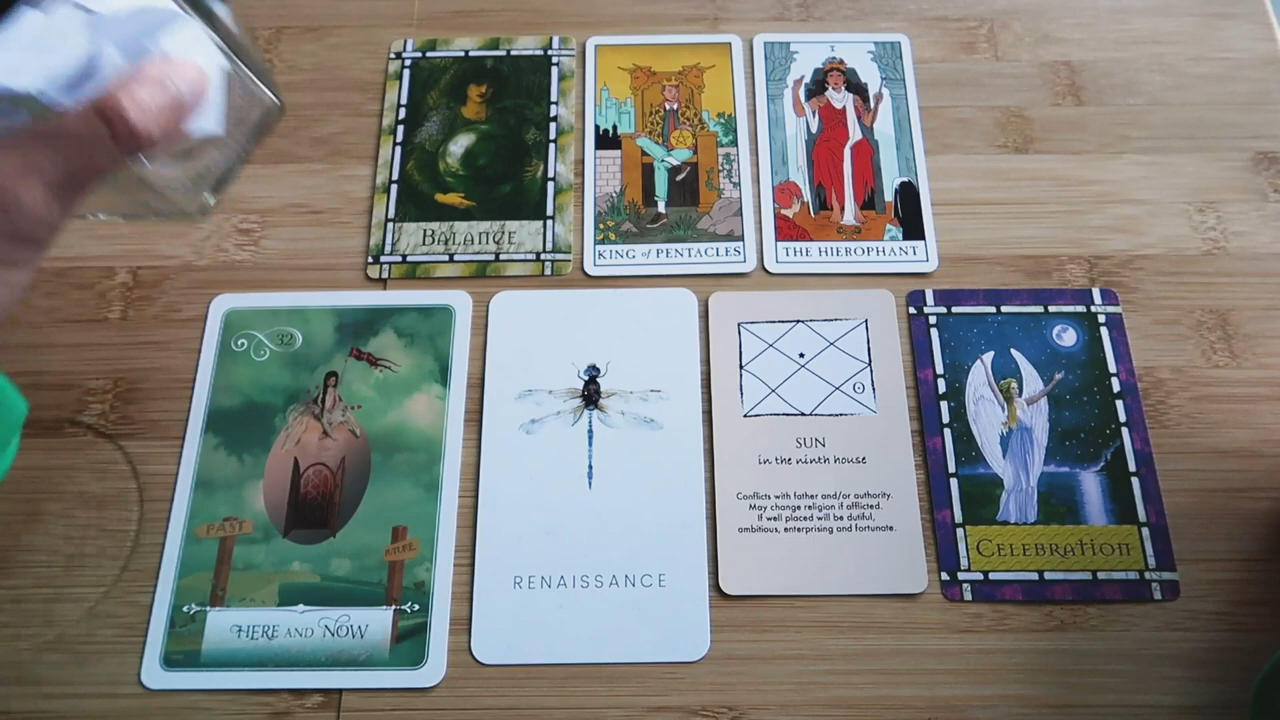 BALANCE
KING of PENTACLES
I
THE HIEROPHANT
32
PAST
FUTURE
HERE AND NOW
RENAISSANCE
SUN
in the ninth house
Conflicts with father and/or authority.
May change religion if afflicted.
If well placed will be dutiful,
ambitious, enterprising and fortunate.
CELEBRATION